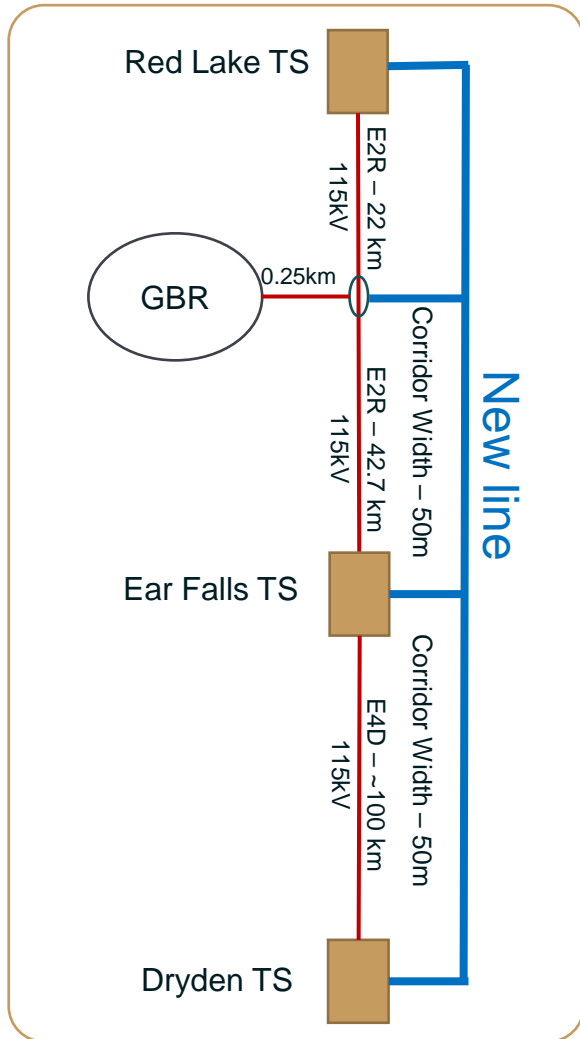 Red Lake TS
E2R – 22 km
115kV
0.25km
GBR
Corridor Width – 50m
New line
E2R – 42.7 km
115kV
Ear Falls TS
Corridor Width – 50m
E4D – ~100 km
115kV
Dryden TS